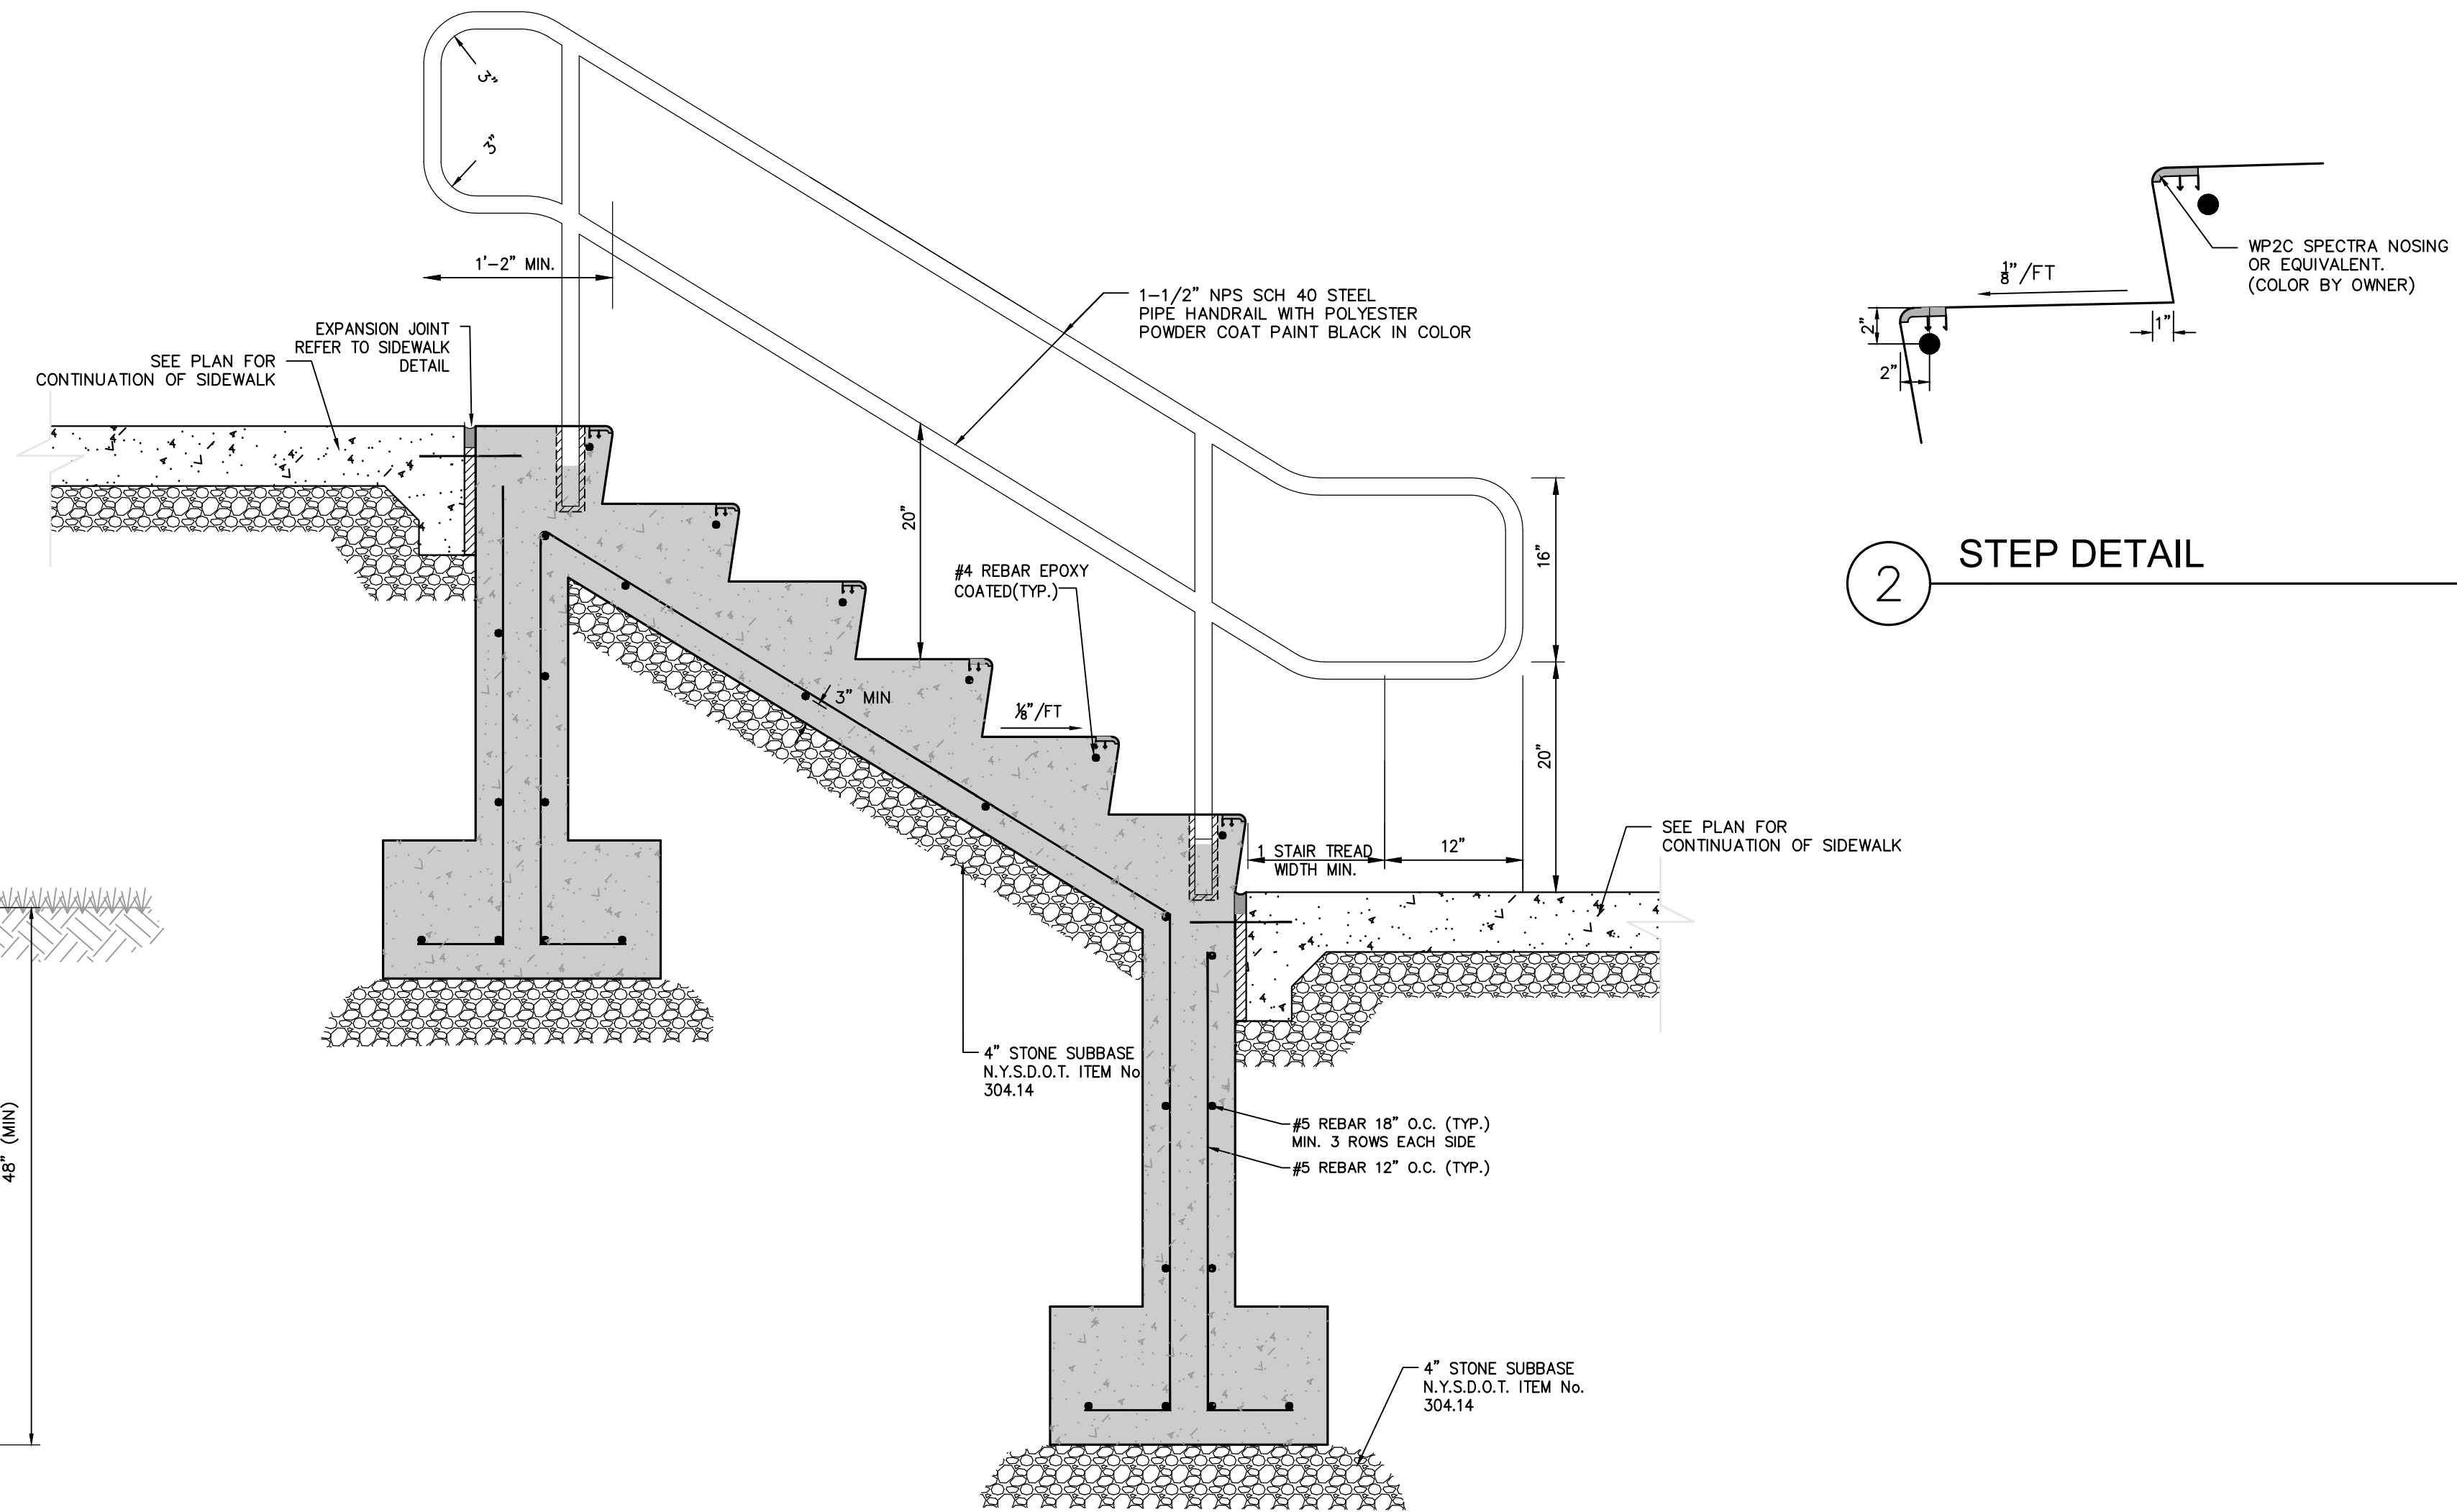 3"
3"
1'-2" MIN.
EXPANSION JOINT
REFER TO SIDEWALK
DETAIL
SEE PLAN FOR
CONTINUATION OF SIDEWALK
1-1/2" NPS SCH 40 STEEL
PIPE HANDRAIL WITH POLYESTER
POWDER COAT PAINT BLACK IN COLOR
20"
#4 REBAR EPOXY
COATED(TYP.)
3" MIN
⅛"/FT
16"
20"
1 STAIR TREAD
WIDTH MIN.
12"
SEE PLAN FOR
CONTINUATION OF SIDEWALK
4" STONE SUBBASE
N.Y.S.D.O.T. ITEM No
304.14
#5 REBAR 18" O.C. (TYP.)
MIN. 3 ROWS EACH SIDE
#5 REBAR 12" O.C. (TYP.)
48" (MIN)
4" STONE SUBBASE
N.Y.S.D.O.T. ITEM No.
304.14
WP2C SPECTRA NOSING
OR EQUIVALENT.
(COLOR BY OWNER)
⅛"/FT
2"
1"
2"
2
STEP DETAIL